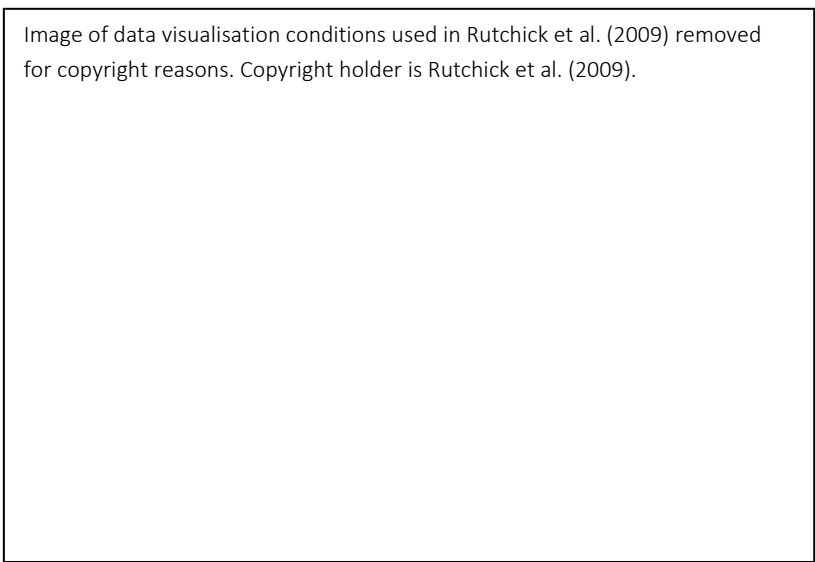 Image of data visualisation conditions used in Rutchick et al. (2009) removed
for copyright reasons. Copyright holder is Rutchick et al. (2009).